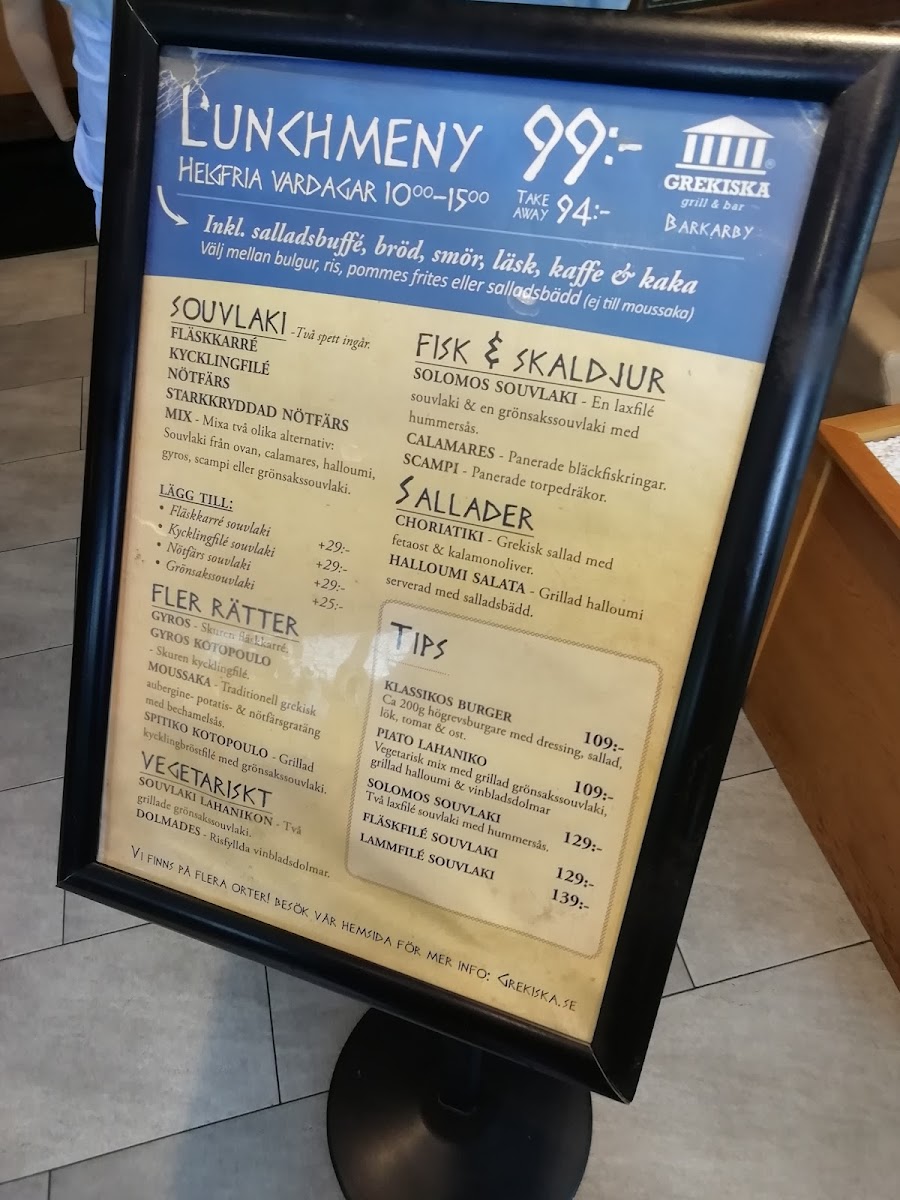 LUNCHMENY
HELGFRIA VARDAGAR 10⁰⁰–15⁰⁰
99:-
TAKE
AWAY 94:-
GREKISKA
grill & bar
BARKARBY
Inkl. salladsbuffé, bröd, smör, läsk, kaffe & kaka
Välj mellan bulgur, ris, pommes frites eller salladsbädd (ej till moussaka)
SOUVLAKI - Två spett ingår.
FLÄSKKARRÉ
KYCKLINGFILÉ
NÖTFÄRS
STARKKRYDDAD NÖTFÄRS
MIX - Mixa två olika alternativ:
Souvlaki från ovan, calamares, halloumi,
gyros, scampi eller grönsakssouvlaki.
LÄGG TILL:
• Fläskkarré souvlaki +29:-
• Kycklingfilé souvlaki +29:-
• Nötfärs souvlaki +29:-
• Grönsakssouvlaki +25:-
FLER RÄTTER
GYROS - Skuren fläskkarré.
GYROS KOTOPOULO
- Skuren kycklingfilé.
MOUSSAKA - Traditionell grekisk
aubergine- potatis- & nötfärsgratäng
med bechamelsås.
SPITIKO KOTOPOULO - Grillad
kycklingbröstfilé med grönsakssouvlaki.
VEGETARISKT
SOUVLAKI LAHANIKON - Två
grillade grönsakssouvlaki.
DOLMADES - Risfyllda vinbladsdolmar.
FISK & SKALDJUR
SOLOMOS SOUVLAKI - En laxfilé
souvlaki & en grönsakssouvlaki med
hummersås.
CALAMARES - Panerade bläckfiskringar.
SCAMPI - Panerade torpedräkor.
SALLADER
CHORIATIKI - Grekisk sallad med
fetaost & kalamonoliver.
HALLOUMI SALATA - Grillad halloumi
serverad med salladsbädd.
TIPS
KLASSIKOS BURGER 109:-
Ca 200g högrevsburgare med dressing, sallad,
lök, tomat & ost.
PIATO LAHANIKO 109:-
Vegetarisk mix med grillad grönsakssouvlaki,
grillad halloumi & vinbladsdolmar
SOLOMOS SOUVLAKI 129:-
Två laxfilé souvlaki med hummersås.
FLÄSKFILÉ SOUVLAKI 129:-
LAMMFILÉ SOUVLAKI 139:-
VI FINNS PÅ FLERA ORTER! BESÖK VÅR HEMSIDA FÖR MER INFO: GREKISKA.SE